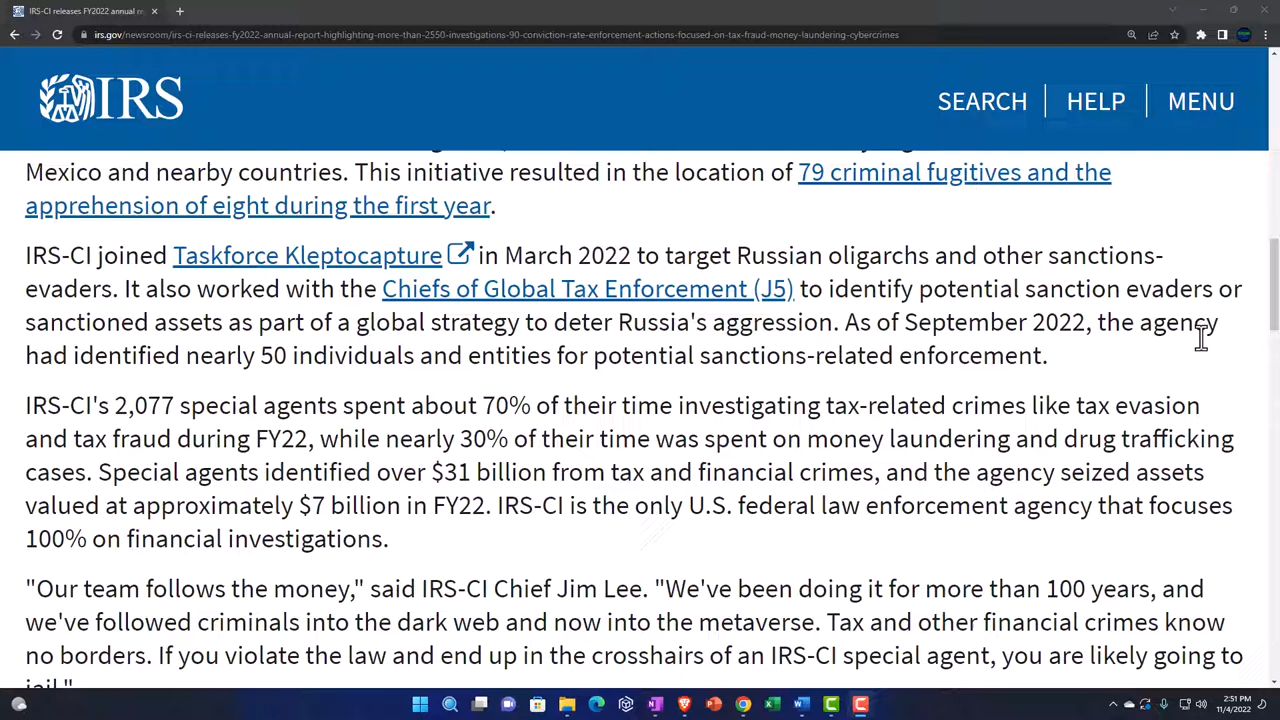 IRS-CI releases FY2022 annual re
irs.gov/newsroom/irs-ci-releases-fy2022-annual-report-highlighting-more-than-2550-investigations-90-conviction-rate-enforcement-actions-focused-on-tax-fraud-money-laundering-cybercrimes
IRS
SEARCH
HELP
MENU
Mexico and nearby countries. This initiative resulted in the location of 79 criminal fugitives and the
apprehension of eight during the first year.
IRS-CI joined Taskforce Kleptocapture in March 2022 to target Russian oligarchs and other sanctions-
evaders. It also worked with the Chiefs of Global Tax Enforcement (J5) to identify potential sanction evaders or
sanctioned assets as part of a global strategy to deter Russia's aggression. As of September 2022, the agency
had identified nearly 50 individuals and entities for potential sanctions-related enforcement.
IRS-CI's 2,077 special agents spent about 70% of their time investigating tax-related crimes like tax evasion
and tax fraud during FY22, while nearly 30% of their time was spent on money laundering and drug trafficking
cases. Special agents identified over $31 billion from tax and financial crimes, and the agency seized assets
valued at approximately $7 billion in FY22. IRS-CI is the only U.S. federal law enforcement agency that focuses
100% on financial investigations.
"Our team follows the money," said IRS-CI Chief Jim Lee. "We've been doing it for more than 100 years, and
we've followed criminals into the dark web and now into the metaverse. Tax and other financial crimes know
no borders. If you violate the law and end up in the crosshairs of an IRS-CI special agent, you are likely going to
jail."
2:51 PM
11/4/2022